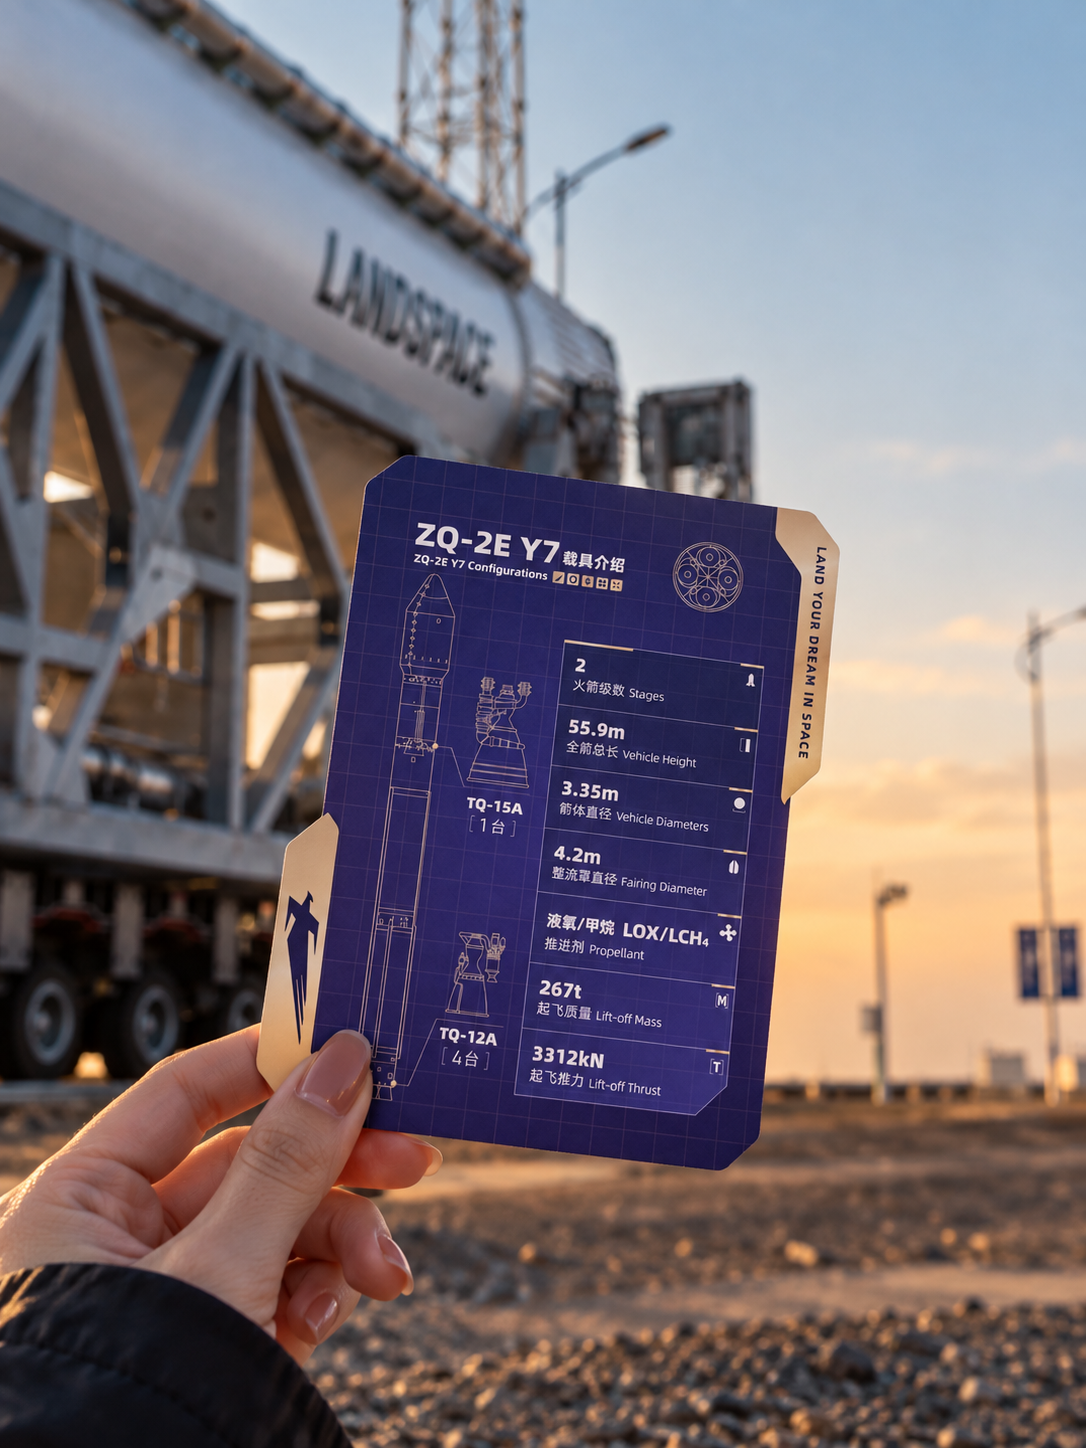 LANDSPACE
ZQ-2E Y7 载具介绍
ZQ-2E Y7 Configurations
LAND YOUR DREAM IN SPACE
2
火箭级数 Stages
55.9m
全箭总长 Vehicle Height
3.35m
箭体直径 Vehicle Diameters
4.2m
整流罩直径 Fairing Diameter
液氧/甲烷 LOX/LCH₄
推进剂 Propellant
267t
起飞质量 Lift-off Mass
M
3312kN
起飞推力 Lift-off Thrust
T
TQ-15A
[1台]
TQ-12A
[4台]